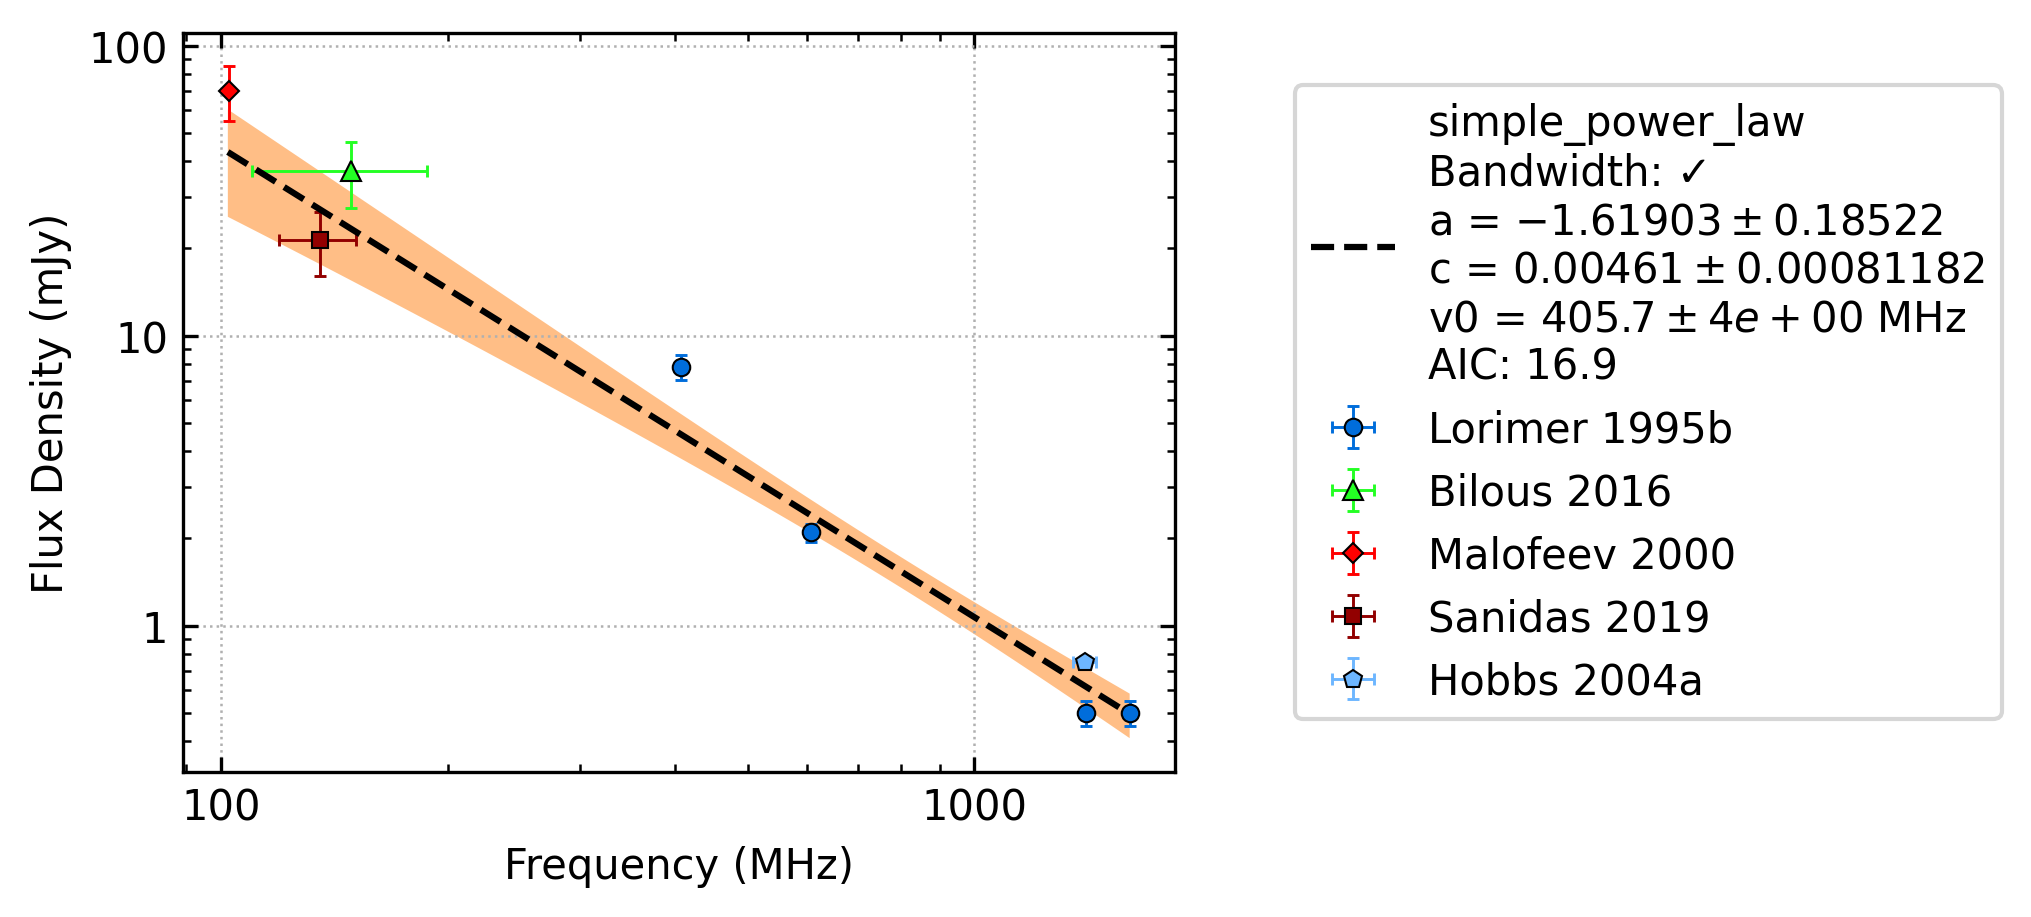 100
10
1
100
1000
Flux Density (mJy)
Frequency (MHz)
simple_power_law
Bandwidth: ✓
a = −1.61903 ± 0.18522
c = 0.00461 ± 0.00081182
v0 = 405.7 ± 4e + 00 MHz
AIC: 16.9
Lorimer 1995b
Bilous 2016
Malofeev 2000
Sanidas 2019
Hobbs 2004a